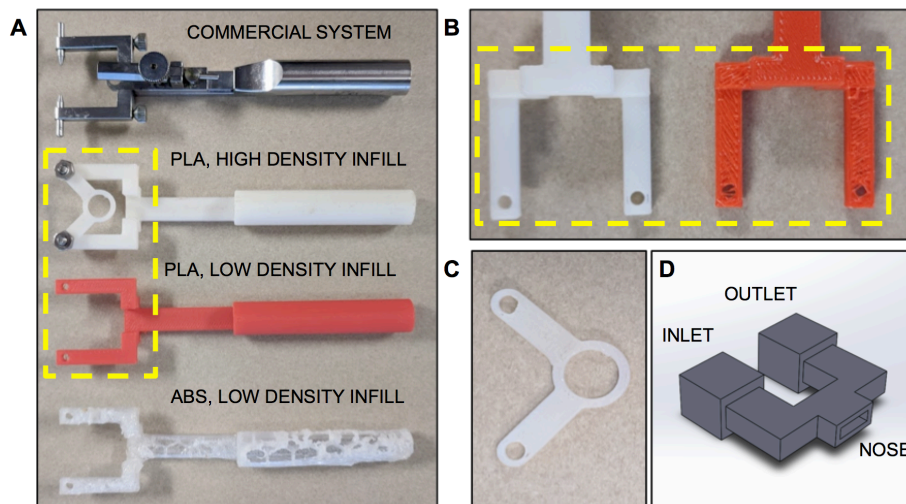 A
COMMERCIAL SYSTEM
PLA, HIGH DENSITY INFILL
PLA, LOW DENSITY INFILL
ABS, LOW DENSITY INFILL
B
C
D
OUTLET
INLET
NOSE